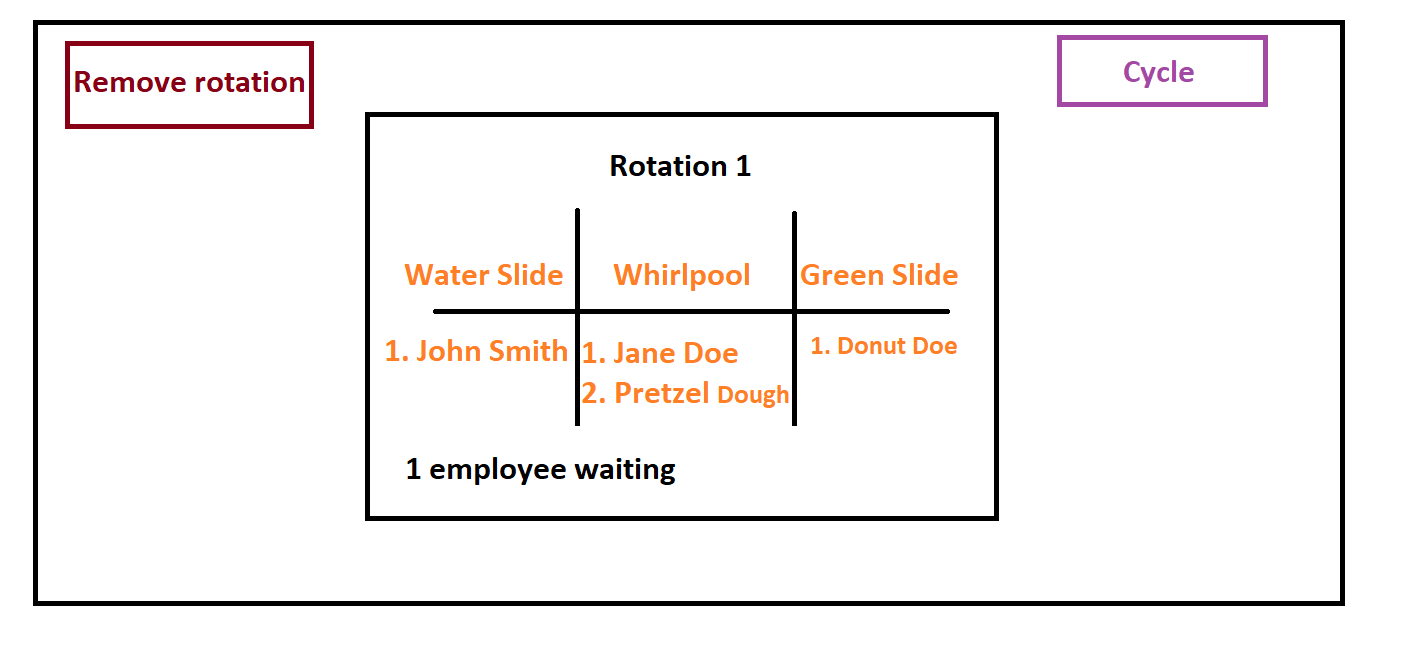 Remove rotation
Cycle
Rotation 1
Water Slide
Whirlpool
Green Slide
1. John Smith
1. Jane Doe
2. Pretzel Dough
1. Donut Doe
1 employee waiting